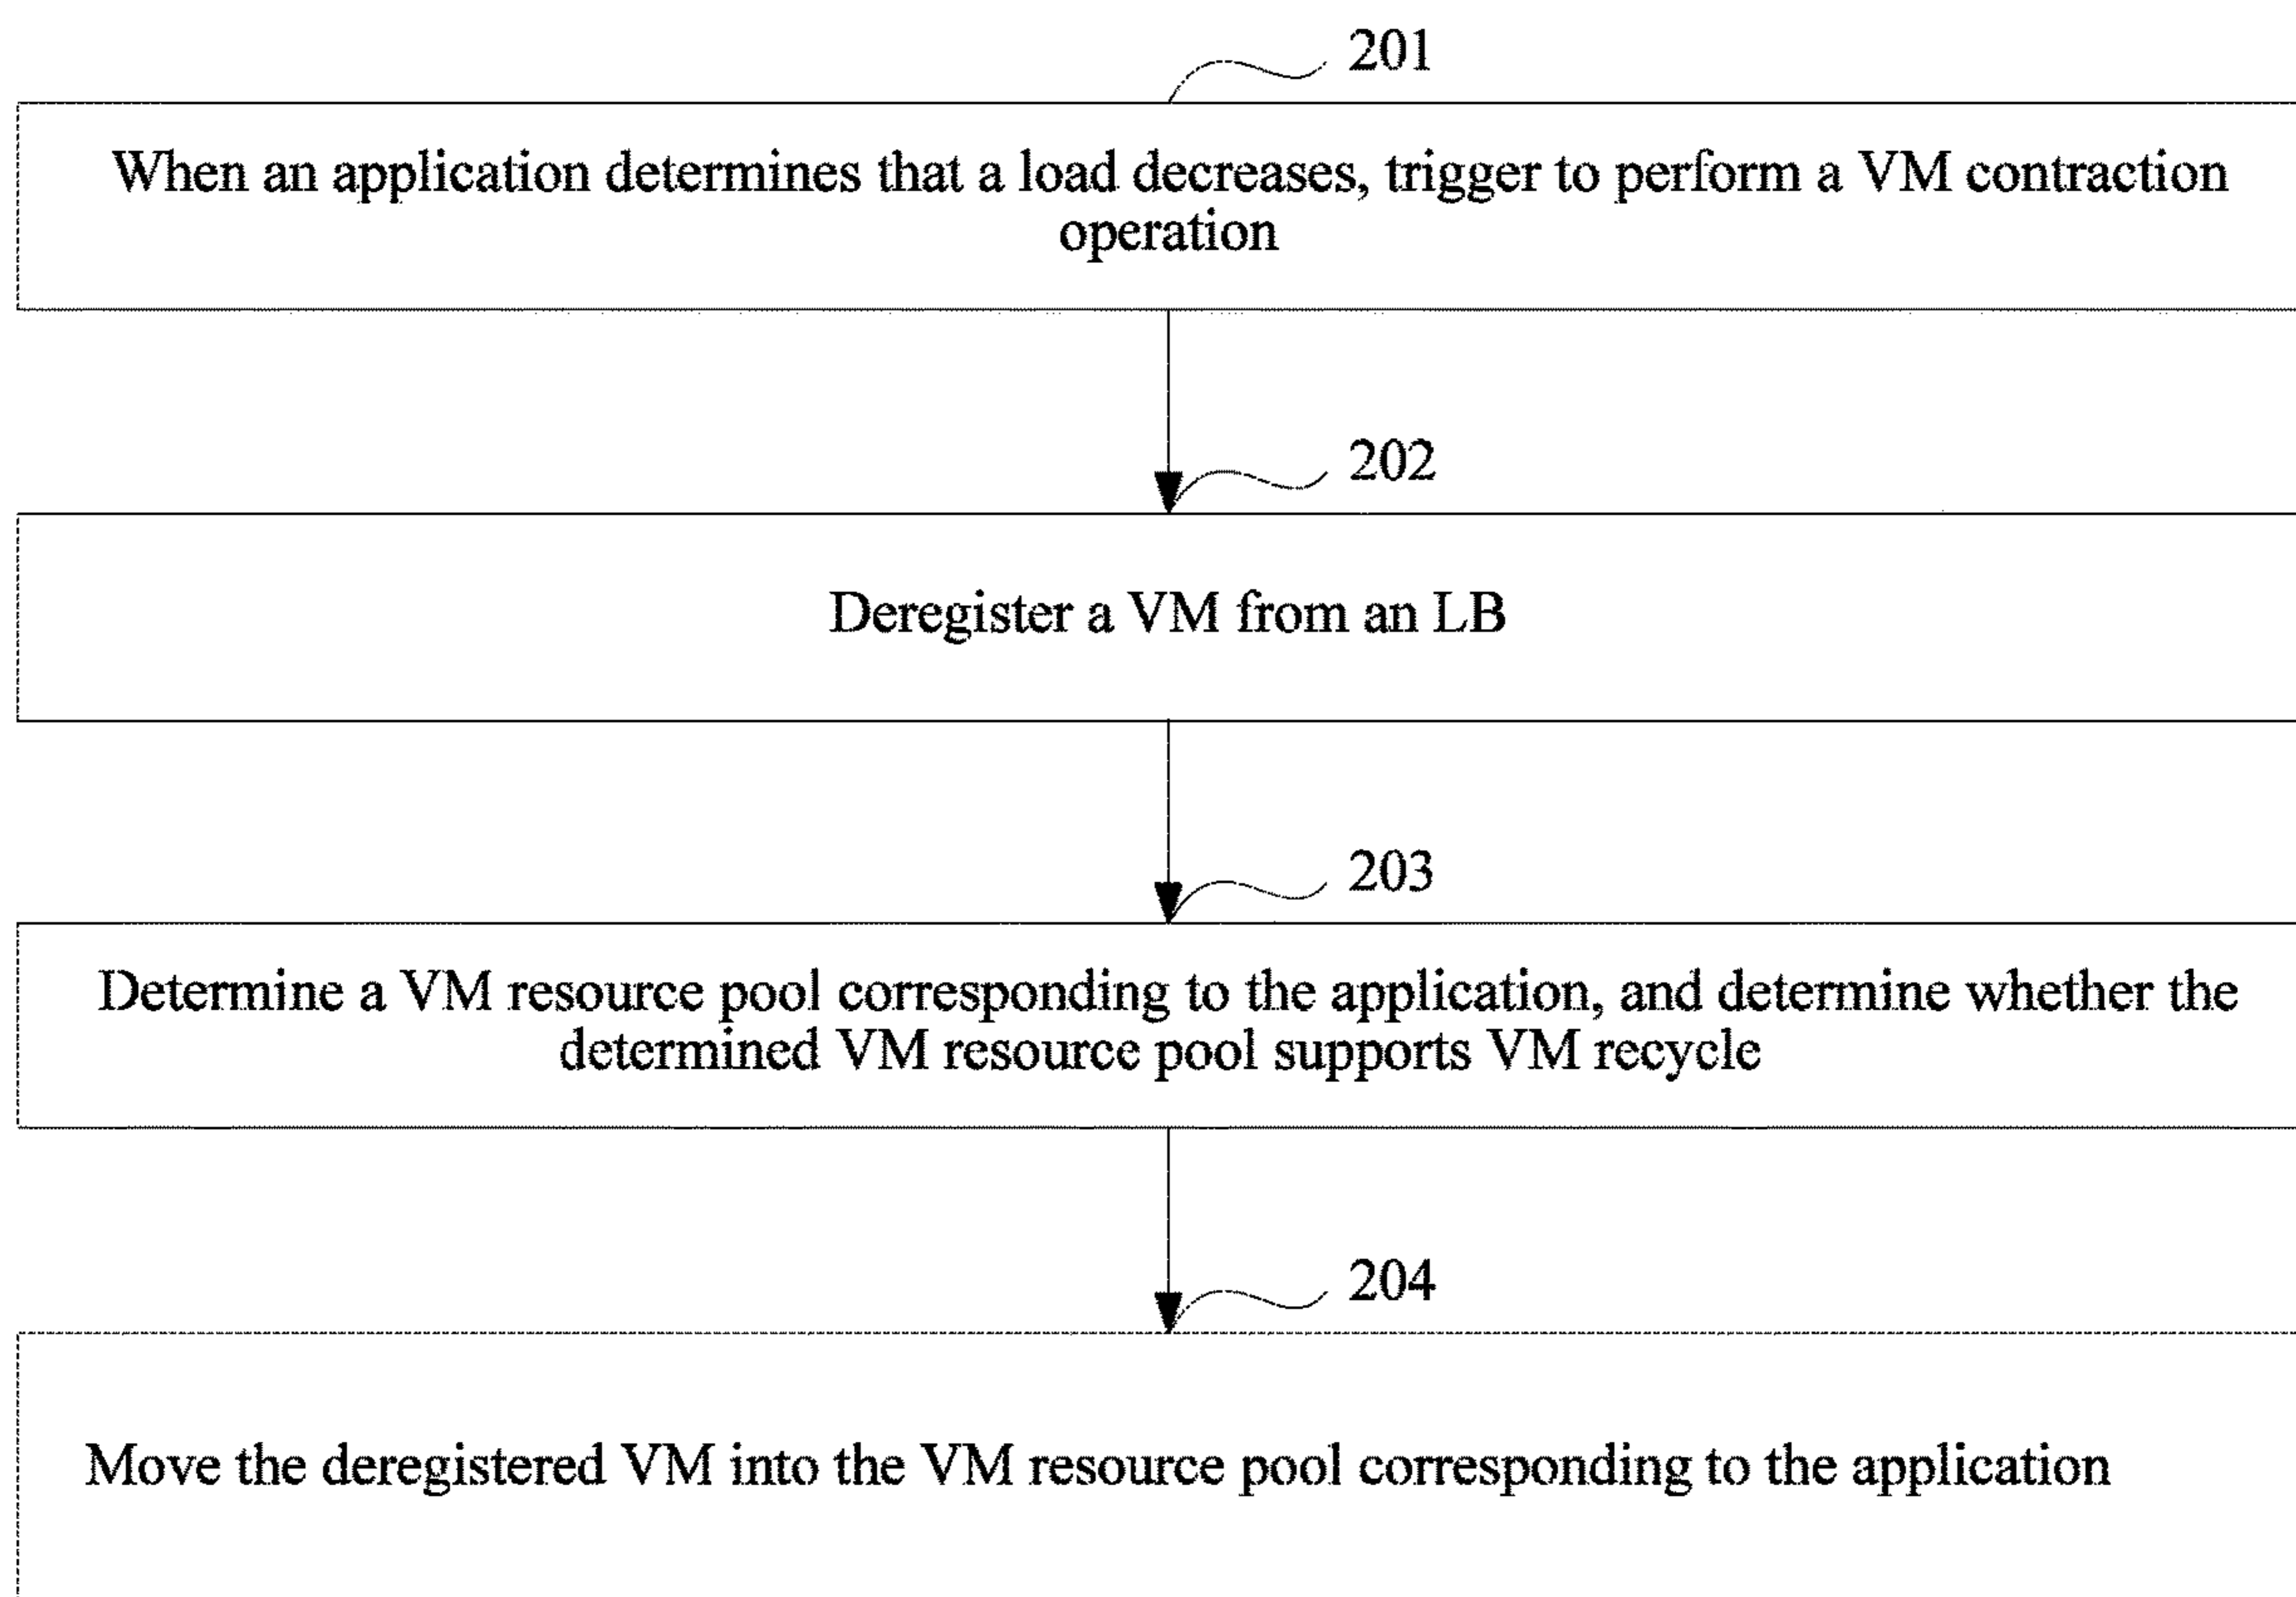 201
When an application determines that a load decreases, trigger to perform a VM contraction
operation
202
Deregister a VM from an LB
203
Determine a VM resource pool corresponding to the application, and determine whether the
determined VM resource pool supports VM recycle
204
Move the deregistered VM into the VM resource pool corresponding to the application